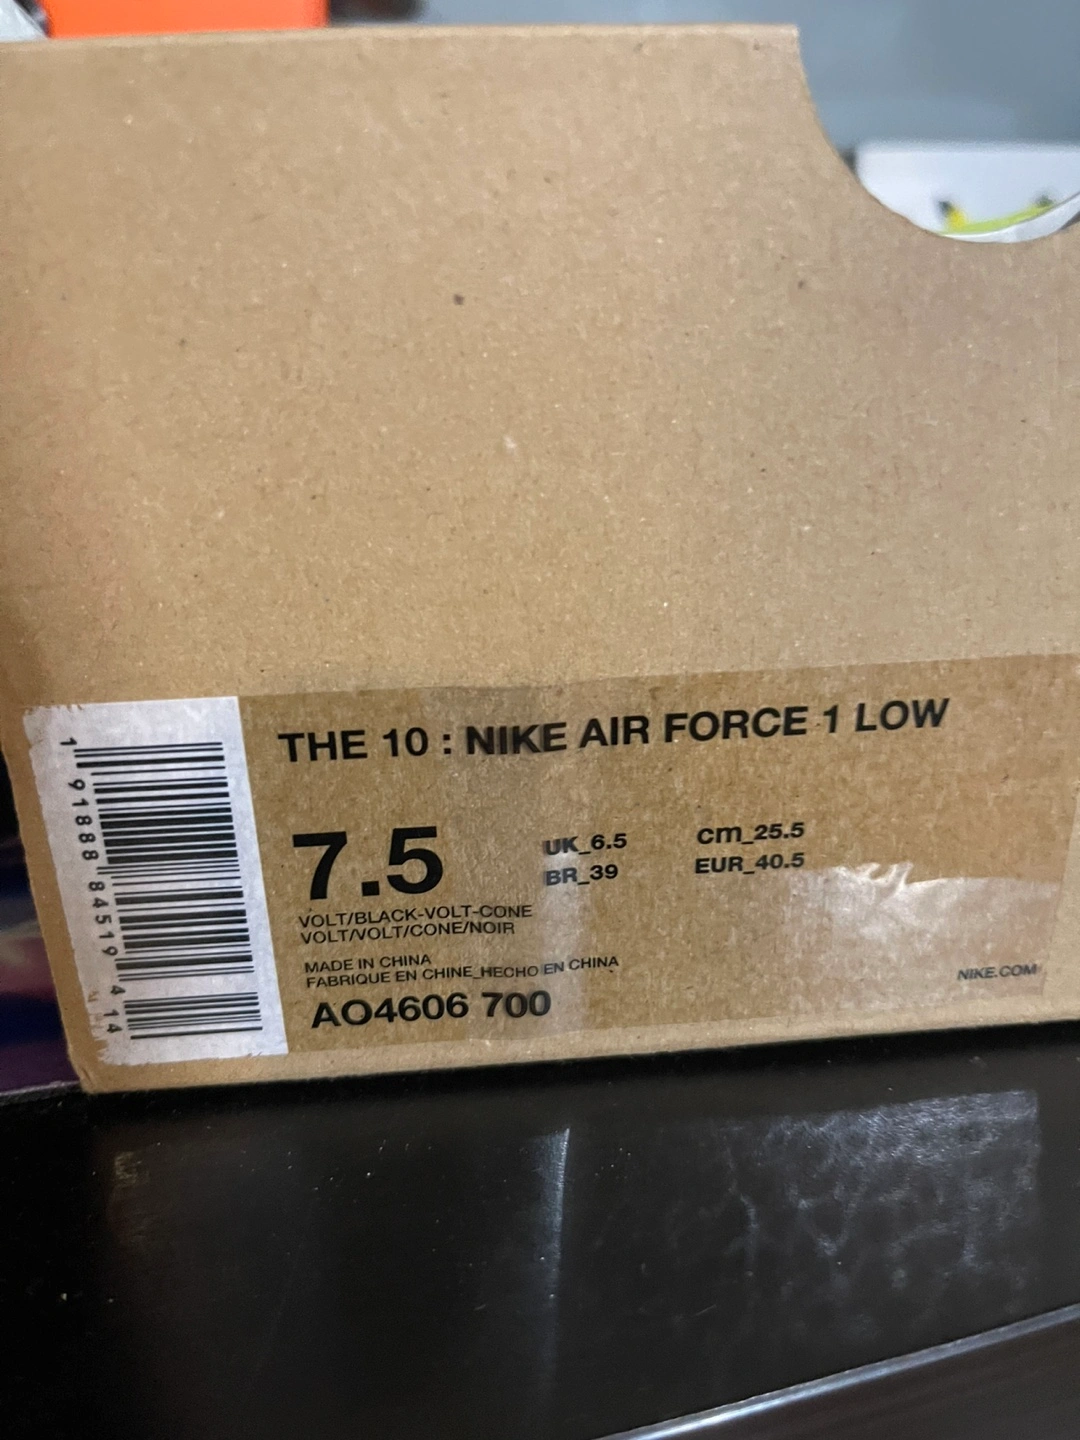 THE 10 : NIKE AIR FORCE 1 LOW
7.5
UK_6.5
cm_25.5
BR_39
EUR_40.5
VOLT/BLACK-VOLT-CONE
VOLT/VOLT/CONE/NOIR
MADE IN CHINA
FABRIQUE EN CHINE_HECHO EN CHINA
NIKE.COM
AO4606 700
1 91888 84519 4 14